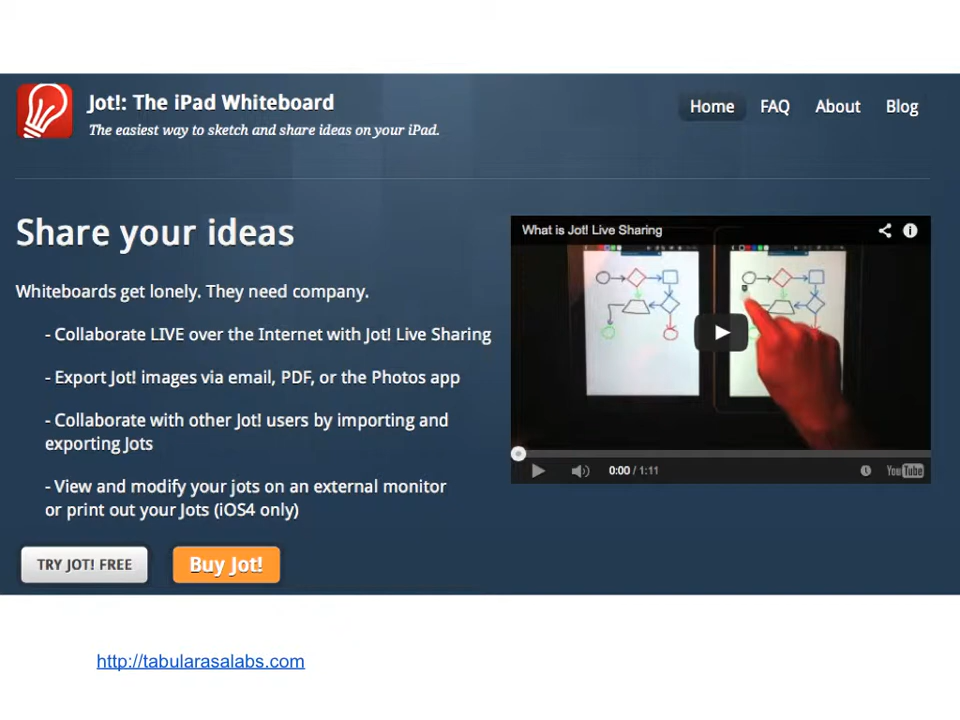 Jot!: The iPad Whiteboard
The easiest way to sketch and share ideas on your iPad.
Home FAQ About Blog
Share your ideas
Whiteboards get lonely. They need company.
- Collaborate LIVE over the Internet with Jot! Live Sharing
- Export Jot! images via email, PDF, or the Photos app
- Collaborate with other Jot! users by importing and
exporting Jots
- View and modify your jots on an external monitor
or print out your Jots (iOS4 only)
TRY JOT! FREE Buy Jot!
What is Jot! Live Sharing
0:00 / 1:11
YouTube
http://tabularasalabs.com